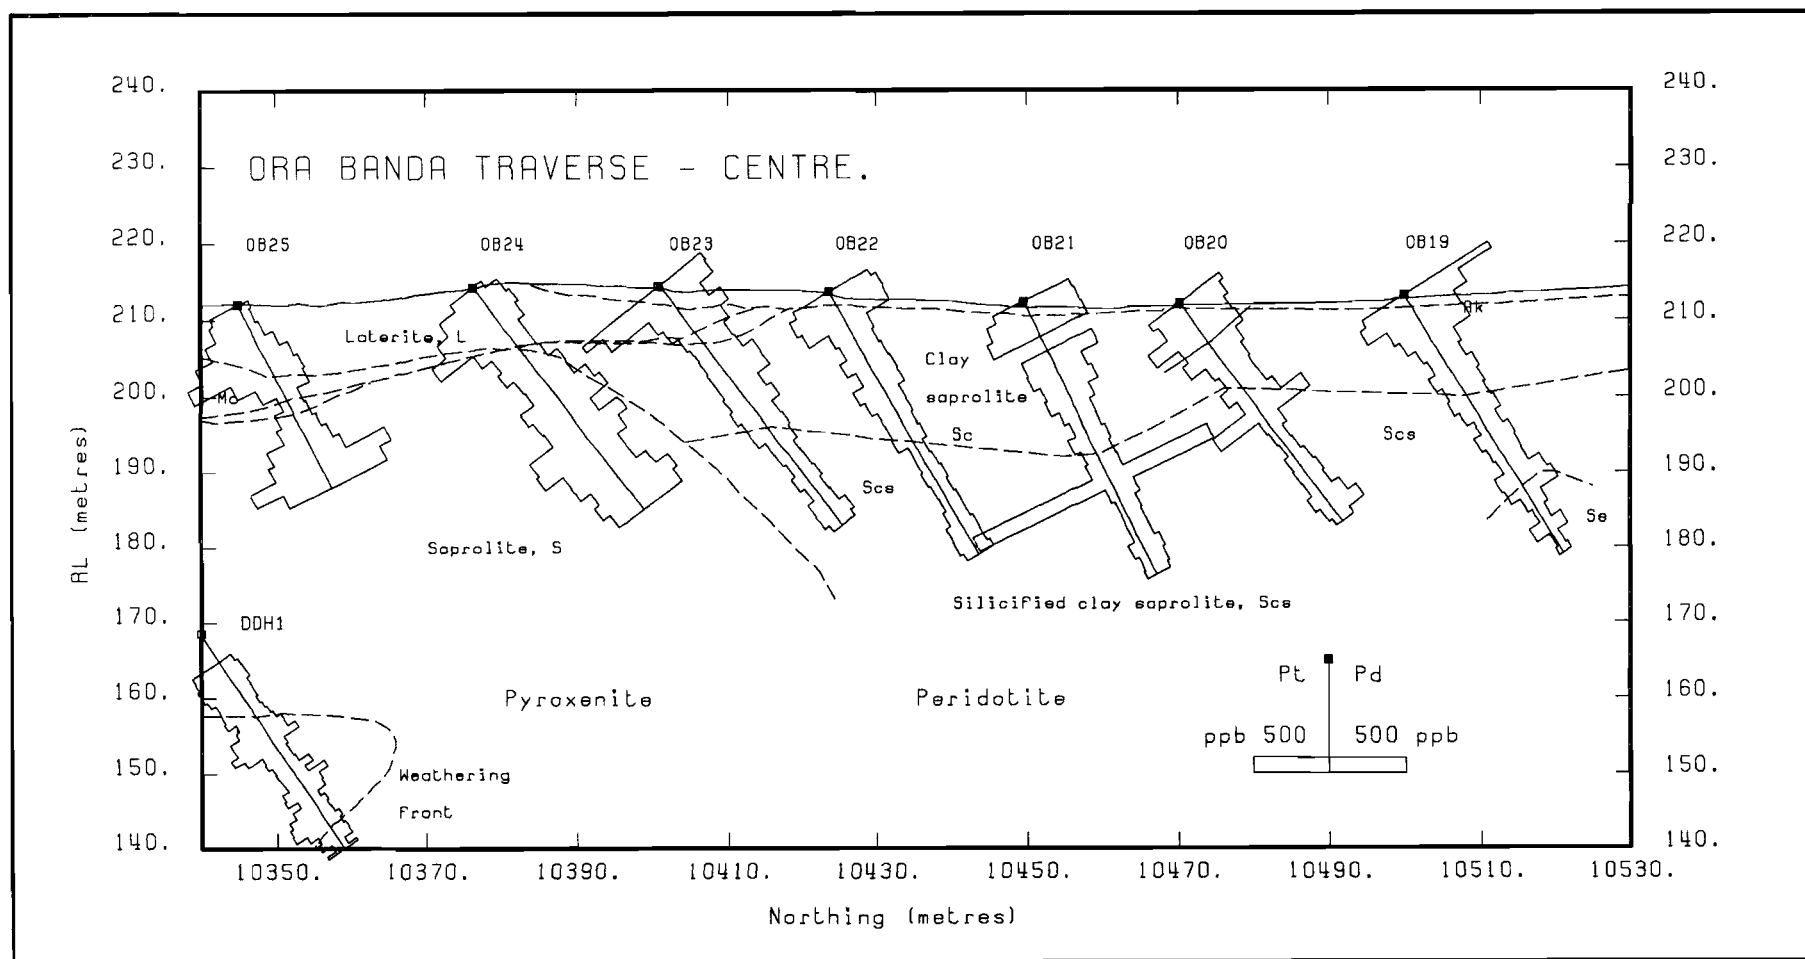 ORA BANDA TRAVERSE - CENTRE.
240.
230.
220.
210.
200.
190.
180.
170.
160.
150.
140.
RL (metres)
240.
230.
220.
210.
200.
190.
180.
170.
160.
150.
140.
OB25
OB24
OB23
OB22
OB21
OB20
OB19
Laterite, L
Clay
saprolite
Sc
Scs
Scs
Se
Saprolite, S
Silicified clay saprolite, Scs
DDH1
Pyroxenite
Peridotite
Weathering
front
Pt Pd
ppb 500 500 ppb
10350. 10370. 10390. 10410. 10430. 10450. 10470. 10490. 10510. 10530.
Northing (metres)